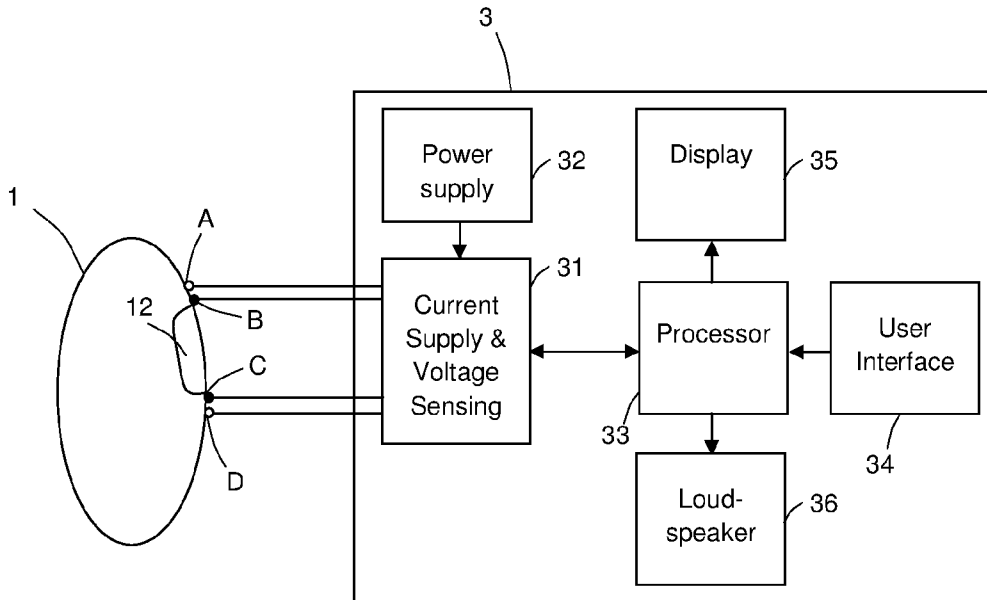 3
Power
supply
32
Display
35
1
A
31
12
B
Current
Supply &
Voltage
Sensing
Processor
User
Interface
C
33
34
D
Loud-
speaker
36